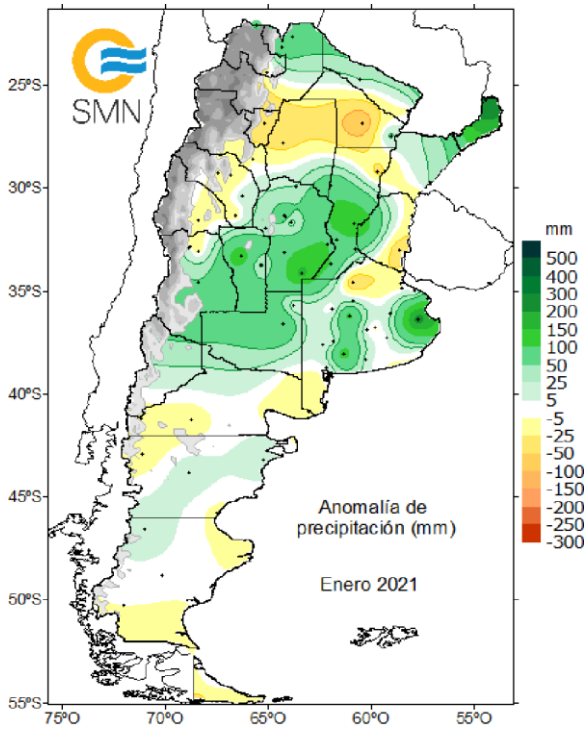 SMN
25ºS
30ºS
35ºS
40ºS
45ºS
50ºS
55ºS
75ºO
70ºO
65ºO
60ºO
55ºO
Anomalía de
precipitación (mm)
Enero 2021
mm
500
400
300
200
150
100
50
25
5
-5
-25
-50
-100
-150
-200
-250
-300